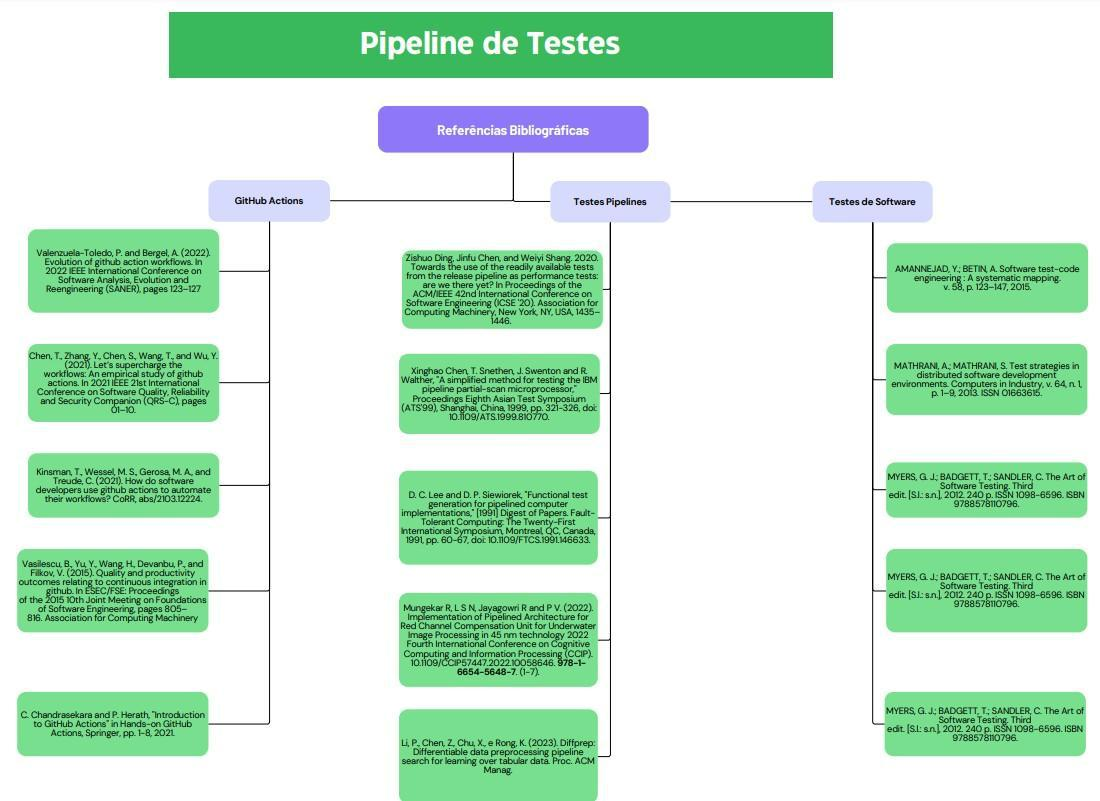 Pipeline de Testes
Referências Bibliográficas
GitHub Actions
Testes Pipelines
Testes de Software
Valenzuela-Toledo, P. and Bergel, A. (2022).
Evolution of github action workflows. In
2022 IEEE International Conference on
Software Analysis, Evolution and
Reengineering (SANER), pages 123–127
Chen, T., Zhang, Y., Chen, S., Wang, T., and Wu, Y.
(2021). Let's supercharge the
workflows: An empirical study of github
actions. In 2021 IEEE 21st International
Conference on Software Quality, Reliability
and Security Companion (QRS-C), pages
01–10.
Kinsman, T., Wessel, M. S., Gerosa, M. A., and
Treude, C. (2021). How do software
developers use github actions to automate
their workflows? CoRR, abs/2103.12224.
Vasilescu, B., Yu, Y., Wang, H., Devanbu, P., and
Filkov, V. (2015). Quality and productivity
outcomes relating to continuous integration in
github. In ESEC/FSE: Proceedings
of the 2015 10th Joint Meeting on Foundations
of Software Engineering, pages 805–
816. Association for Computing Machinery
C. Chandrasekara and P. Herath, "Introduction
to GitHub Actions" in Hands-on GitHub
Actions, Springer, pp. 1-8, 2021.
Zishuo Ding, Jinfu Chen, and Weiyi Shang. 2020.
Towards the use of the readily available tests
from the release pipeline as performance tests:
are we there yet? In Proceedings of the
ACM/IEEE 42nd International Conference on
Software Engineering (ICSE '20). Association for
Computing Machinery, New York, NY, USA, 1435–
1446.
Xinghao Chen, T. Snethen, J. Swenton and R.
Walther, "A simplified method for testing the IBM
pipeline partial-scan microprocessor,"
Proceedings Eighth Asian Test Symposium
(ATS'99), Shanghai, China, 1999, pp. 321-326, doi:
10.1109/ATS.1999.810770.
D. C. Lee and D. P. Siewiorek, "Functional test
generation for pipelined computer
implementations," [1991] Digest of Papers. Fault-
Tolerant Computing: The Twenty-First
International Symposium, Montreal, QC, Canada,
1991, pp. 60-67, doi: 10.1109/FTCS.1991.146633.
Mungekar R, L S N, Jayagowri R and P V. (2022).
Implementation of Pipelined Architecture for
Red Channel Compensation Unit for Underwater
Image Processing in 45 nm technology 2022
Fourth International Conference on Cognitive
Computing and Information Processing (CCIP).
10.1109/CCIP57447.2022.10058646. 978-1-
6654-5648-7. (1-7).
Li, P., Chen, Z., Chu, X., e Rong, K. (2023). Diffprep:
Differentiable data preprocessing pipeline
search for learning over tabular data. Proc. ACM
Manag.
AMANNEJAD, Y.; BETIN, A. Software test-code
engineering : A systematic mapping.
v. 58, p. 123–147, 2015.
MATHRANI, A.; MATHRANI, S. Test strategies in
distributed software development
environments. Computers in Industry, v. 64, n. 1,
p. 1–9, 2013. ISSN 01663615.
MYERS, G. J.; BADGETT, T.; SANDLER, C. The Art of
Software Testing. Third
edit. [S.l.: s.n.], 2012. 240 p. ISSN 1098-6596. ISBN
9788578110796.
MYERS, G. J.; BADGETT, T.; SANDLER, C. The Art of
Software Testing. Third
edit. [S.l.: s.n.], 2012. 240 p. ISSN 1098-6596. ISBN
9788578110796.
MYERS, G. J.; BADGETT, T.; SANDLER, C. The Art of
Software Testing. Third
edit. [S.l.: s.n.], 2012. 240 p. ISSN 1098-6596. ISBN
9788578110796.